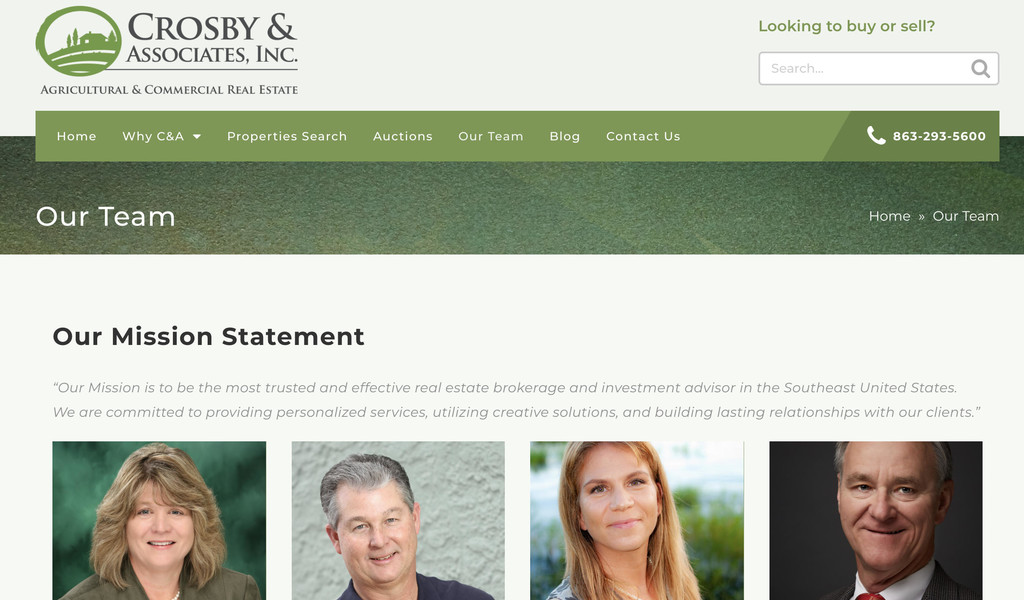 CROSBY &
ASSOCIATES, INC.
AGRICULTURAL & COMMERCIAL REAL ESTATE
Looking to buy or sell?
Search...
Home Why C&A Properties Search Auctions Our Team Blog Contact Us 863-293-5600
Our Team
Home » Our Team
Our Mission Statement
“Our Mission is to be the most trusted and effective real estate brokerage and investment advisor in the Southeast United States.
We are committed to providing personalized services, utilizing creative solutions, and building lasting relationships with our clients.”